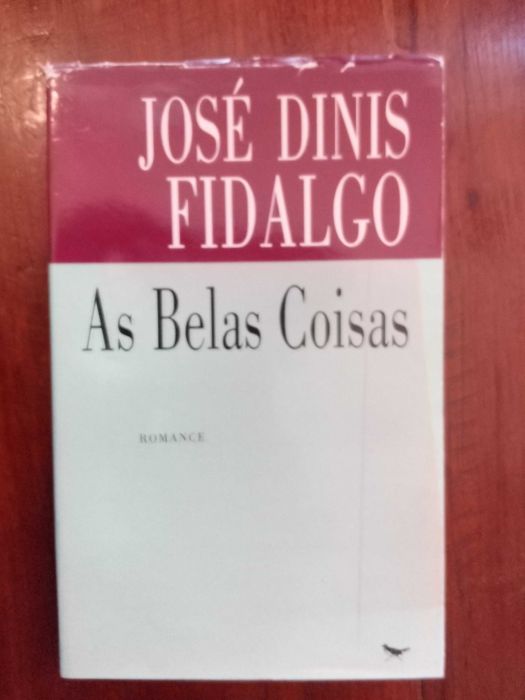 JOSÉ DINIS
FIDALGO
As Belas Coisas
ROMANCE